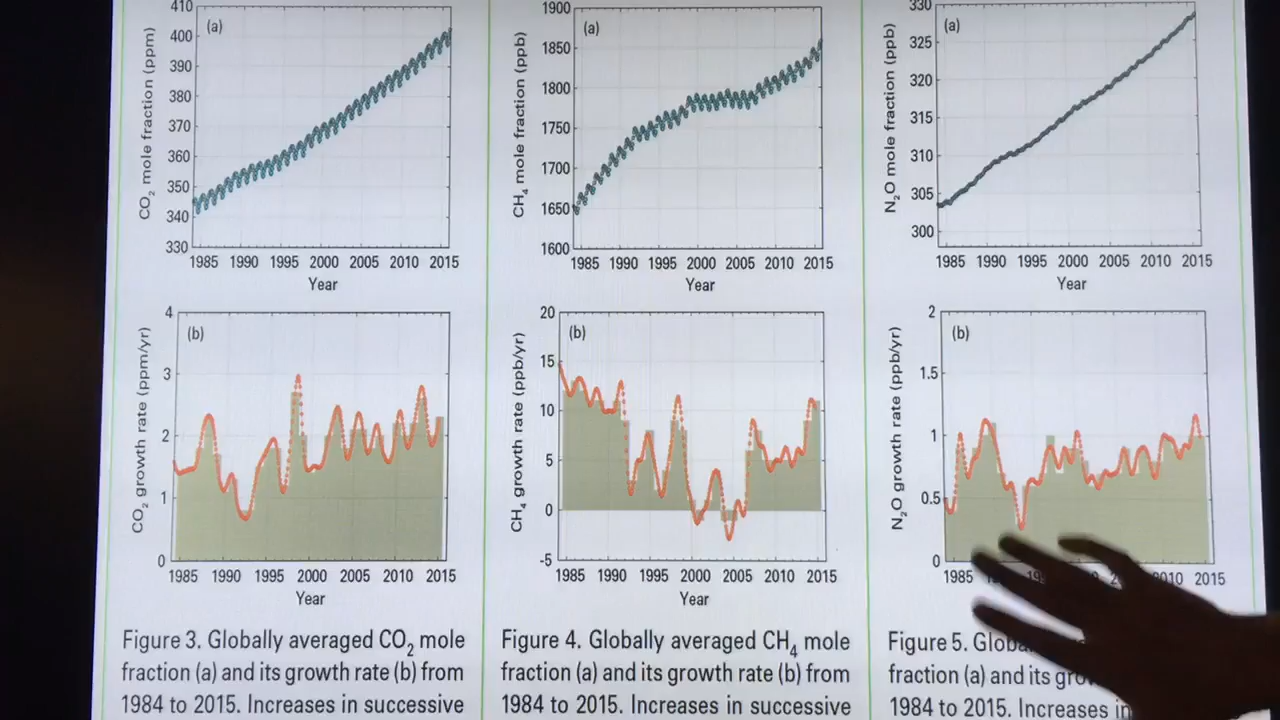 410
400
390
380
370
360
350
340
330
(a)
CO₂ mole fraction (ppm)
1985 1990 1995 2000 2005 2010 2015
Year
1900
1850
1800
1750
1700
1650
1600
(a)
CH₄ mole fraction (ppb)
1985 1990 1995 2000 2005 2010 2015
Year
330
325
320
315
310
305
300
(a)
N₂O mole fraction (ppb)
1985 1990 1995 2000 2005 2010 2015
Year
4
3
2
1
0
(b)
CO₂ growth rate (ppm/yr)
1985 1990 1995 2000 2005 2010 2015
Year
20
15
10
5
0
-5
(b)
CH₄ growth rate (ppb/yr)
1985 1990 1995 2000 2005 2010 2015
Year
2
1.5
1
0.5
0
(b)
N₂O growth rate (ppb/yr)
1985 2010 2015
Figure 3. Globally averaged CO₂ mole
fraction (a) and its growth rate (b) from
1984 to 2015. Increases in successive
Figure 4. Globally averaged CH₄ mole
fraction (a) and its growth rate (b) from
1984 to 2015. Increases in successive
Figure 5.
fraction (a) and its
1984 to 2015. Increases in